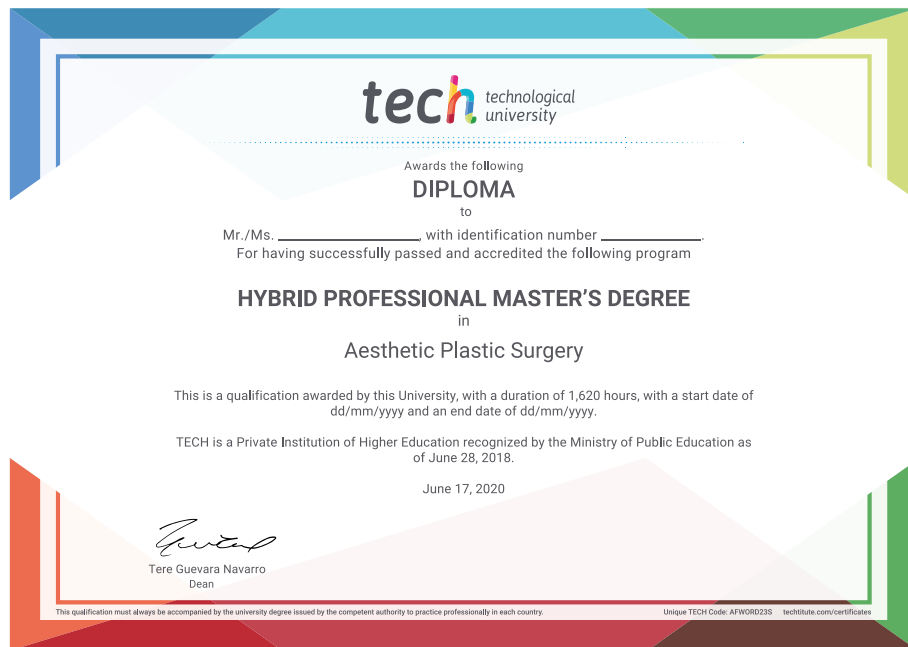 tech technological
university
Awards the following
DIPLOMA
to
Mr./Ms. ____________________, with identification number ______________.
For having successfully passed and accredited the following program
HYBRID PROFESSIONAL MASTER'S DEGREE
in
Aesthetic Plastic Surgery
This is a qualification awarded by this University, with a duration of 1,620 hours, with a start date of
dd/mm/yyyy and an end date of dd/mm/yyyy.
TECH is a Private Institution of Higher Education recognized by the Ministry of Public Education as
of June 28, 2018.
June 17, 2020
Tere Guevara Navarro
Dean
This qualification must always be accompanied by the university degree issued by the competent authority to practice professionally in each country.
Unique TECH Code: AFWORD23S techtitute.com/certificates